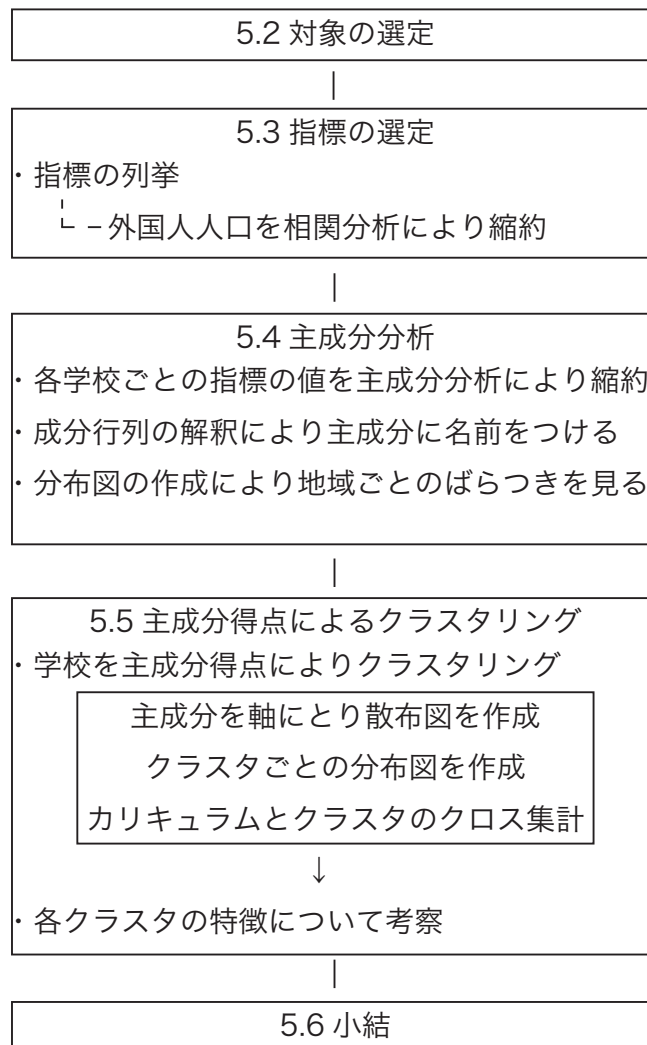 5.2 対象の選定
5.3 指標の選定
・指標の列挙
－外国人人口を相関分析により縮約
5.4 主成分分析
・各学校ごとの指標の値を主成分分析により縮約
・成分行列の解釈により主成分に名前をつける
・分布図の作成により地域ごとのばらつきを見る
5.5 主成分得点によるクラスタリング
・学校を主成分得点によりクラスタリング
主成分を軸にとり散布図を作成
クラスタごとの分布図を作成
カリキュラムとクラスタのクロス集計
↓
・各クラスタの特徴について考察
5.6 小結